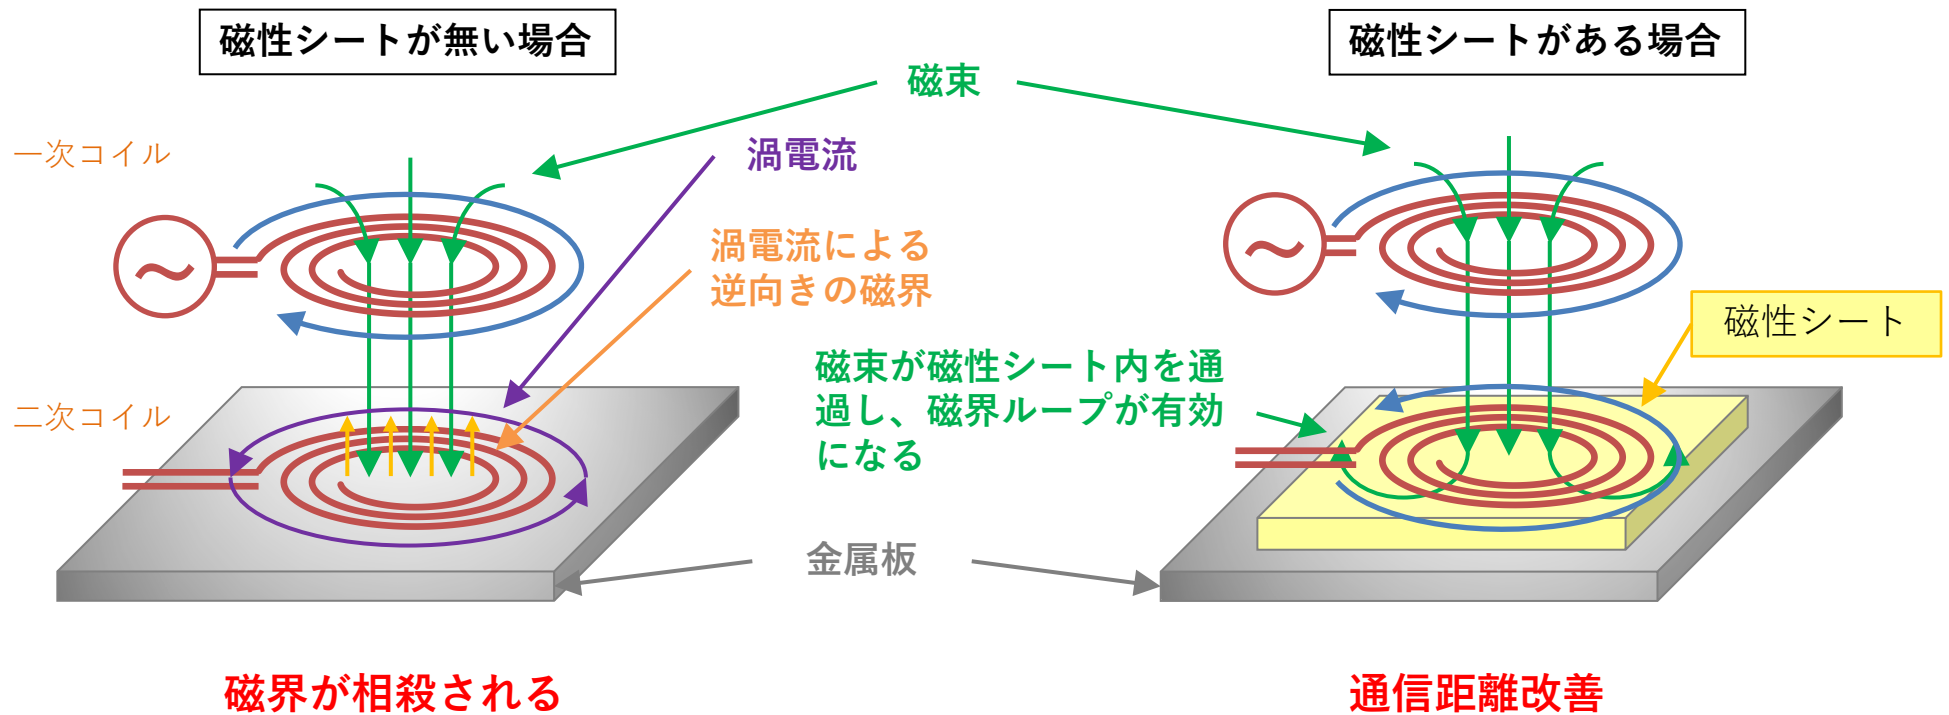 磁性シートが無い場合
磁性シートがある場合
磁束
一次コイル
渦電流
渦電流による
逆向きの磁界
磁性シート
磁束が磁性シート内を通
過し、磁界ループが有効
になる
二次コイル
金属板
磁界が相殺される
通信距離改善